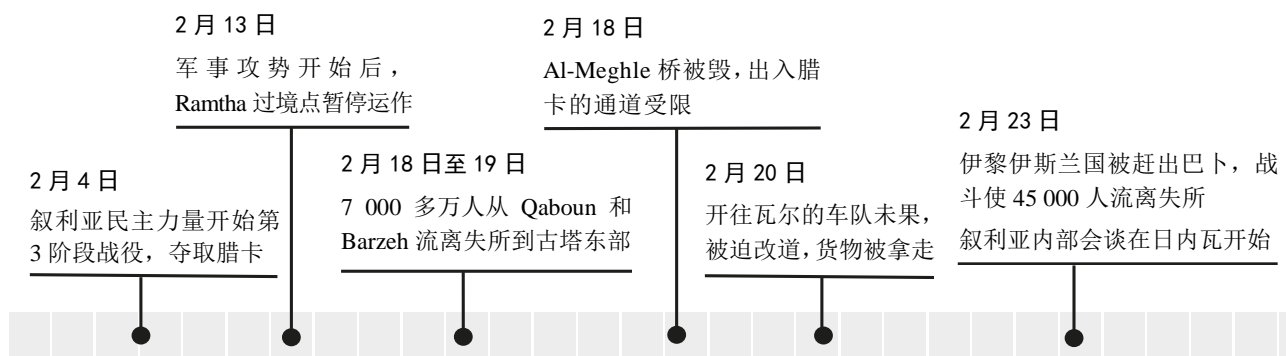 2 月 4 日
叙利亚民主力量开始第
3 阶段战役，夺取腊卡
2 月 13 日
军事攻势开始后，
Ramtha 过境点暂停运作
2 月 18 日至 19 日
7 000 多万人从 Qaboun 和
Barzeh 流离失所到古塔东部
2 月 18 日
Al-Meghle 桥被毁，出入腊
卡的通道受限
2 月 20 日
开往瓦尔的车队未果，
被迫改道，货物被拿走
2 月 23 日
伊黎伊斯兰国被赶出巴卜，战
斗使 45 000 人流离失所
叙利亚内部会谈在日内瓦开始